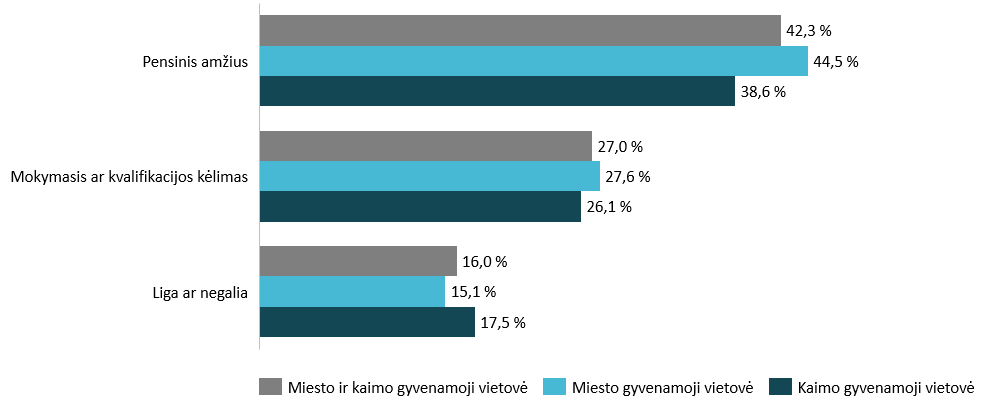 42,3 %
Pensinis amžius
44,5 %
38,6 %
27,0 %
Mokymasis ar kvalifikacijos kėlimas
27,6 %
26,1 %
16,0 %
Liga ar negalia
15,1 %
17,5 %
Miesto ir kaimo gyvenamoji vietovė
Miesto gyvenamoji vietovė
Kaimo gyvenamoji vietovė